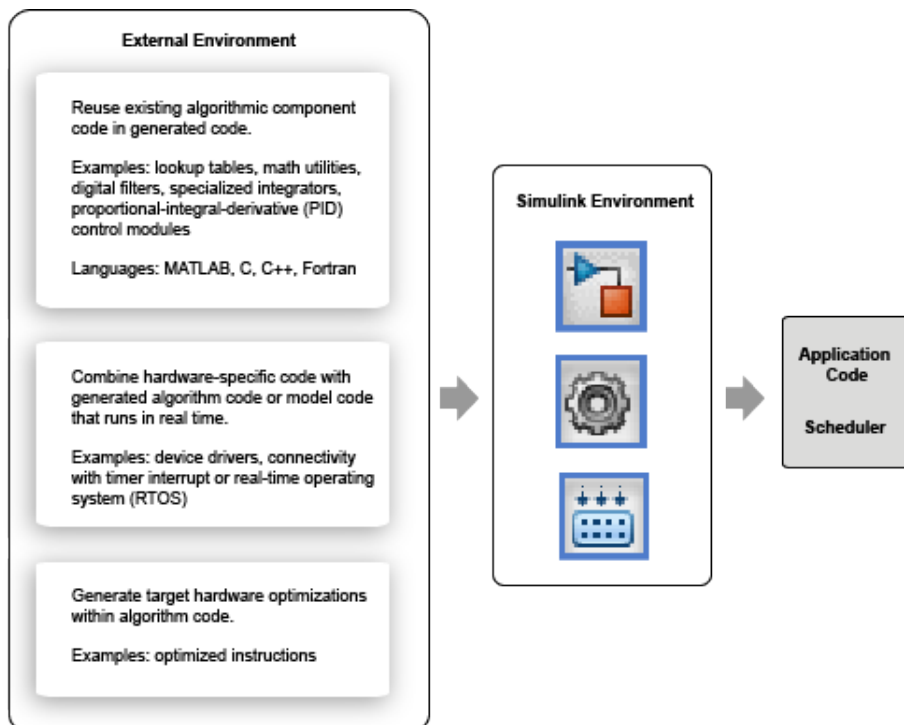 External Environment
Reuse existing algorithmic component
code in generated code.
Examples: lookup tables, math utilities,
digital filters, specialized integrators,
proportional-integral-derivative (PID)
control modules
Languages: MATLAB, C, C++, Fortran
Combine hardware-specific code with
generated algorithm code or model code
that runs in real time.
Examples: device drivers, connectivity
with timer interrupt or real-time operating
system (RTOS)
Generate target hardware optimizations
within algorithm code.
Examples: optimized instructions
Simulink Environment
Application
Code
Scheduler